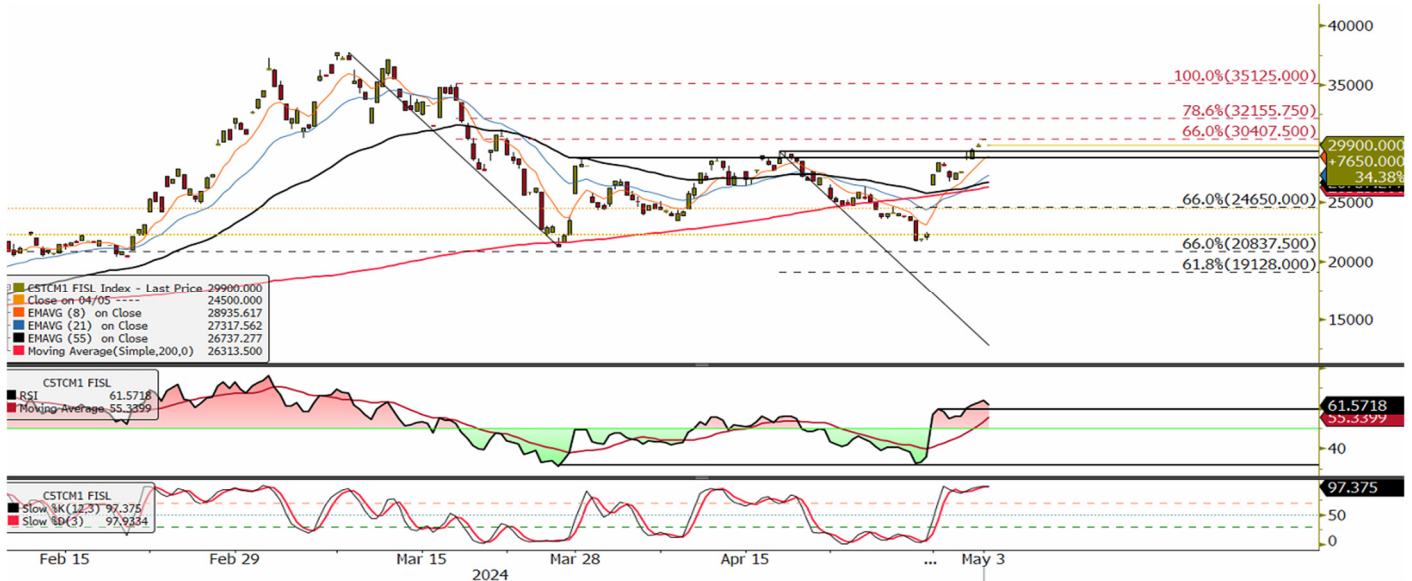 40000
100.0%(35125.000)
35000
78.6%(32155.750)
66.0%(30407.500)
29900.000
+7650.000
34.38%
25000
66.0%(24650.000)
66.0%(20837.500)
20000
61.8%(19128.000)
15000
C5TCM1 FISL Index - Last Price 29900.000
Close on 04/05 ---- 24500.000
EMAVG (8) on Close 28935.617
EMAVG (21) on Close 27317.562
EMAVG (55) on Close 26737.277
Moving Average(Simple,200,0) 26313.500
C5TCM1 FISL
RSI 61.5718
Moving Average 55.3399
61.5718
55.3399
40
C5TCM1 FISL
Slow %K(12,3) 97.375
Slow %D(3) 97.9334
97.375
50
0
Feb 15 Feb 29 Mar 15 Mar 28 Apr 15 ... May 3
2024